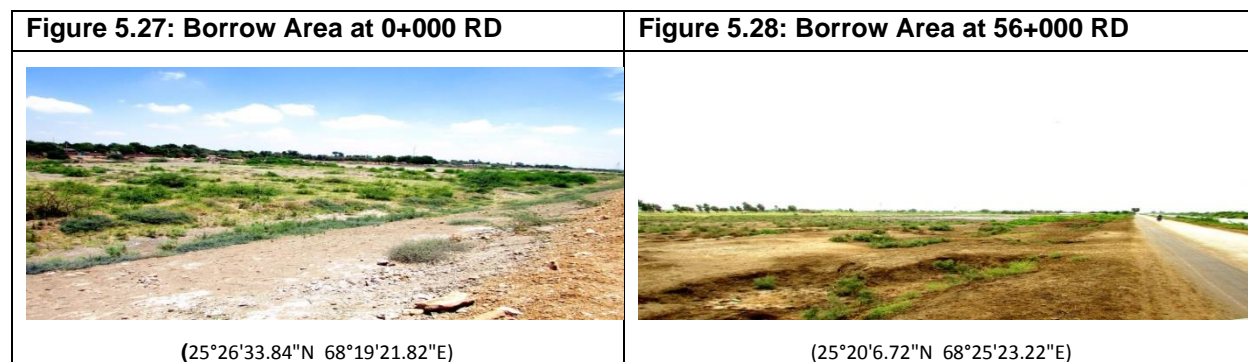 Figure 5.27: Borrow Area at 0+000 RD
Figure 5.28: Borrow Area at 56+000 RD
(25°26'33.84"N 68°19'21.82"E)
(25°20'6.72"N 68°25'23.22"E)